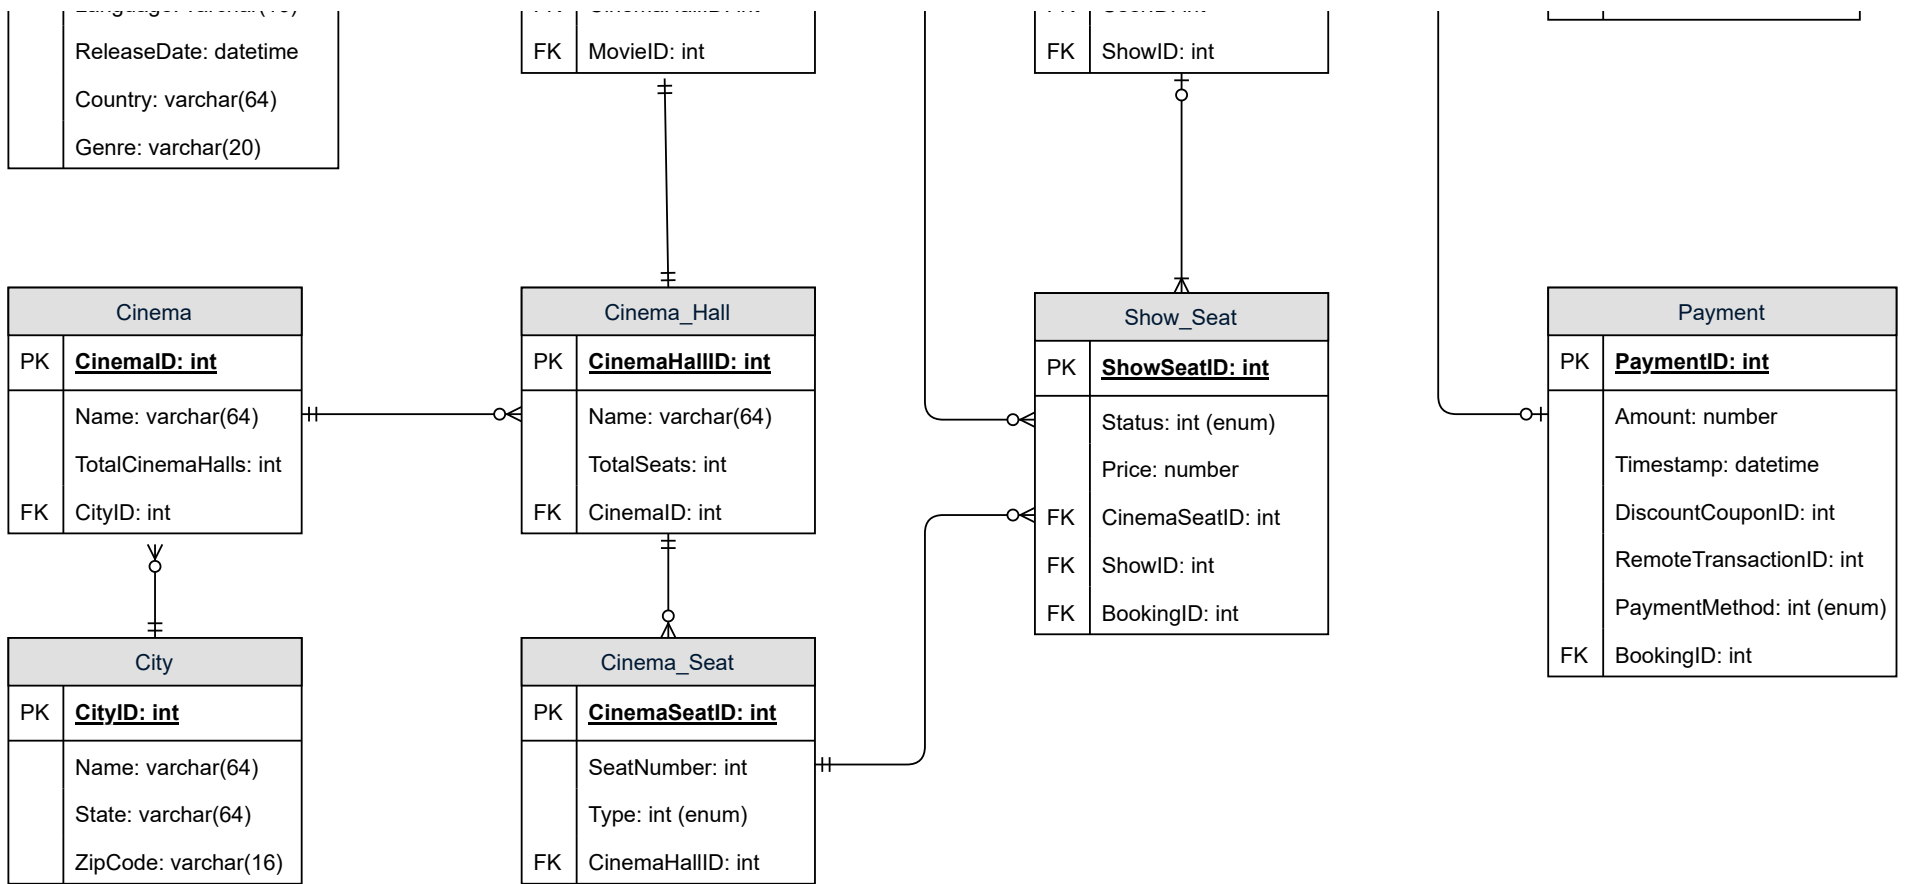 ReleaseDate: datetime
Country: varchar(64)
Genre: varchar(20)
FK MovieID: int
FK ShowID: int
Cinema
PK CinemaID: int
Name: varchar(64)
TotalCinemaHalls: int
FK CityID: int
Cinema_Hall
PK CinemaHallID: int
Name: varchar(64)
TotalSeats: int
FK CinemaID: int
Show_Seat
PK ShowSeatID: int
Status: int (enum)
Price: number
FK CinemaSeatID: int
FK ShowID: int
FK BookingID: int
Payment
PK PaymentID: int
Amount: number
Timestamp: datetime
DiscountCouponID: int
RemoteTransactionID: int
PaymentMethod: int (enum)
FK BookingID: int
City
PK CityID: int
Name: varchar(64)
State: varchar(64)
ZipCode: varchar(16)
Cinema_Seat
PK CinemaSeatID: int
SeatNumber: int
Type: int (enum)
FK CinemaHallID: int